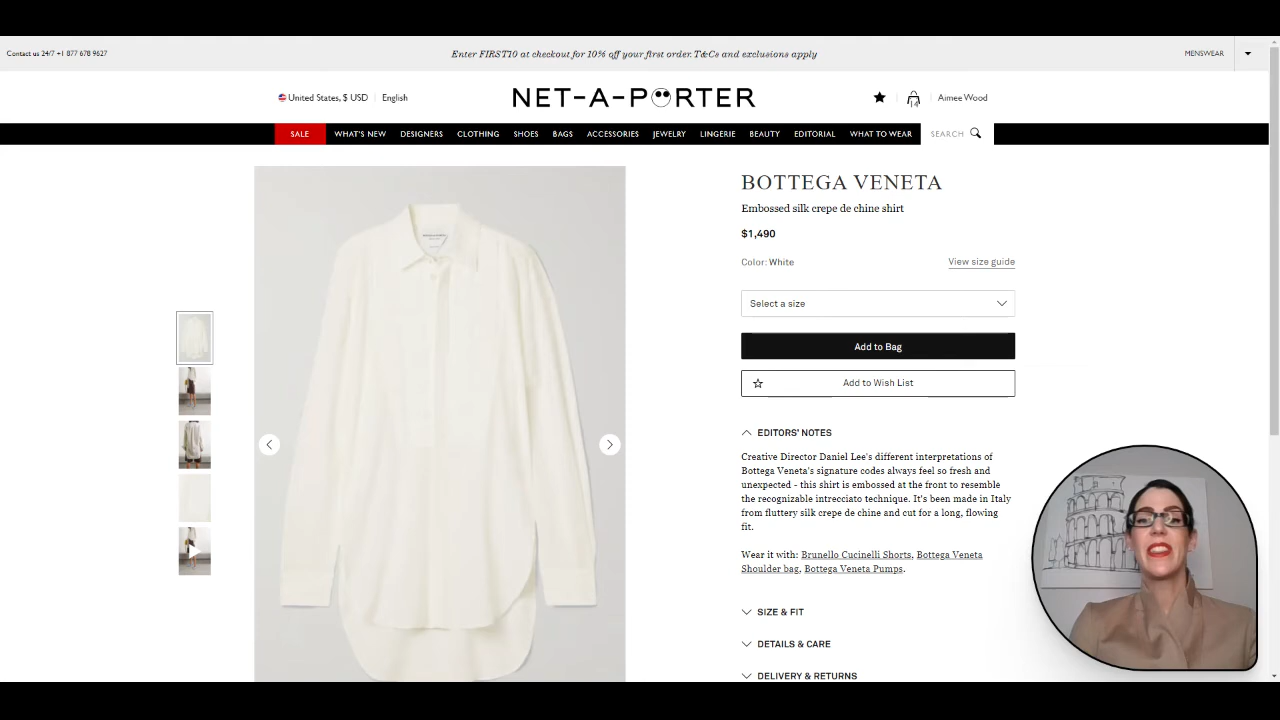 Contact us 24/7 +1 877 678 9627
Enter FIRST10 at checkout for 10% off your first order. T&Cs and exclusions apply
MENSWEAR
United States, $ USD
English
NET-A-PORTER
14
Aimee Wood
SALE WHAT'S NEW DESIGNERS CLOTHING SHOES BAGS ACCESSORIES JEWELRY LINGERIE BEAUTY EDITORIAL WHAT TO WEAR SEARCH
BOTTEGA VENETA
Embossed silk crepe de chine shirt
$1,490
Color: White
View size guide
Select a size
Add to Bag
Add to Wish List
EDITORS' NOTES
Creative Director Daniel Lee's different interpretations of
Bottega Veneta's signature codes always feel so fresh and
unexpected - this shirt is embossed at the front to resemble
the recognizable intrecciato technique. It's been made in Italy
from fluttery silk crepe de chine and cut for a long, flowing
fit.
Wear it with: Brunello Cucinelli Shorts, Bottega Veneta
Shoulder bag, Bottega Veneta Pumps.
SIZE & FIT
DETAILS & CARE
DELIVERY & RETURNS